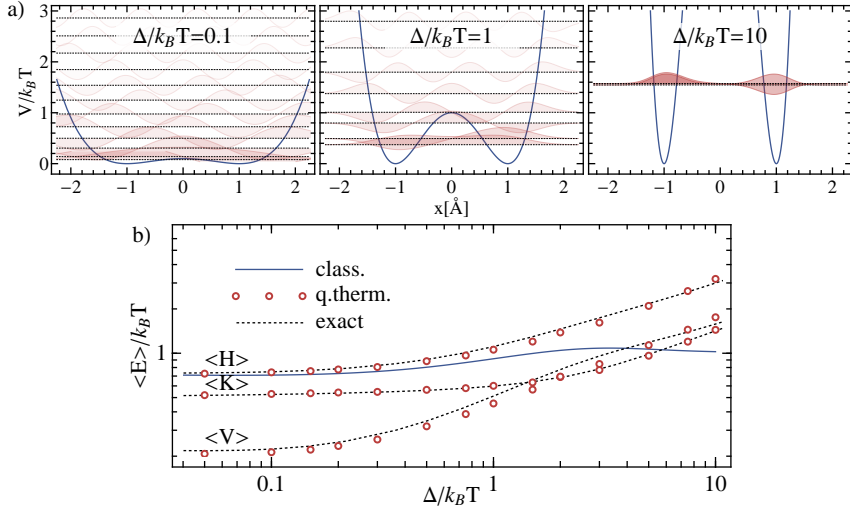 a)
Δ/k_BT=0.1
Δ/k_BT=1
Δ/k_BT=10
V/k_BT
3
2
1
0
−2 −1 0 1 2
−2 −1 0 1 2
−2 −1 0 1 2
x[Å]
b)
class.
q.therm.
exact
<E>/k_BT
1
<H>
<K>
<V>
0.1 1 10
Δ/k_BT